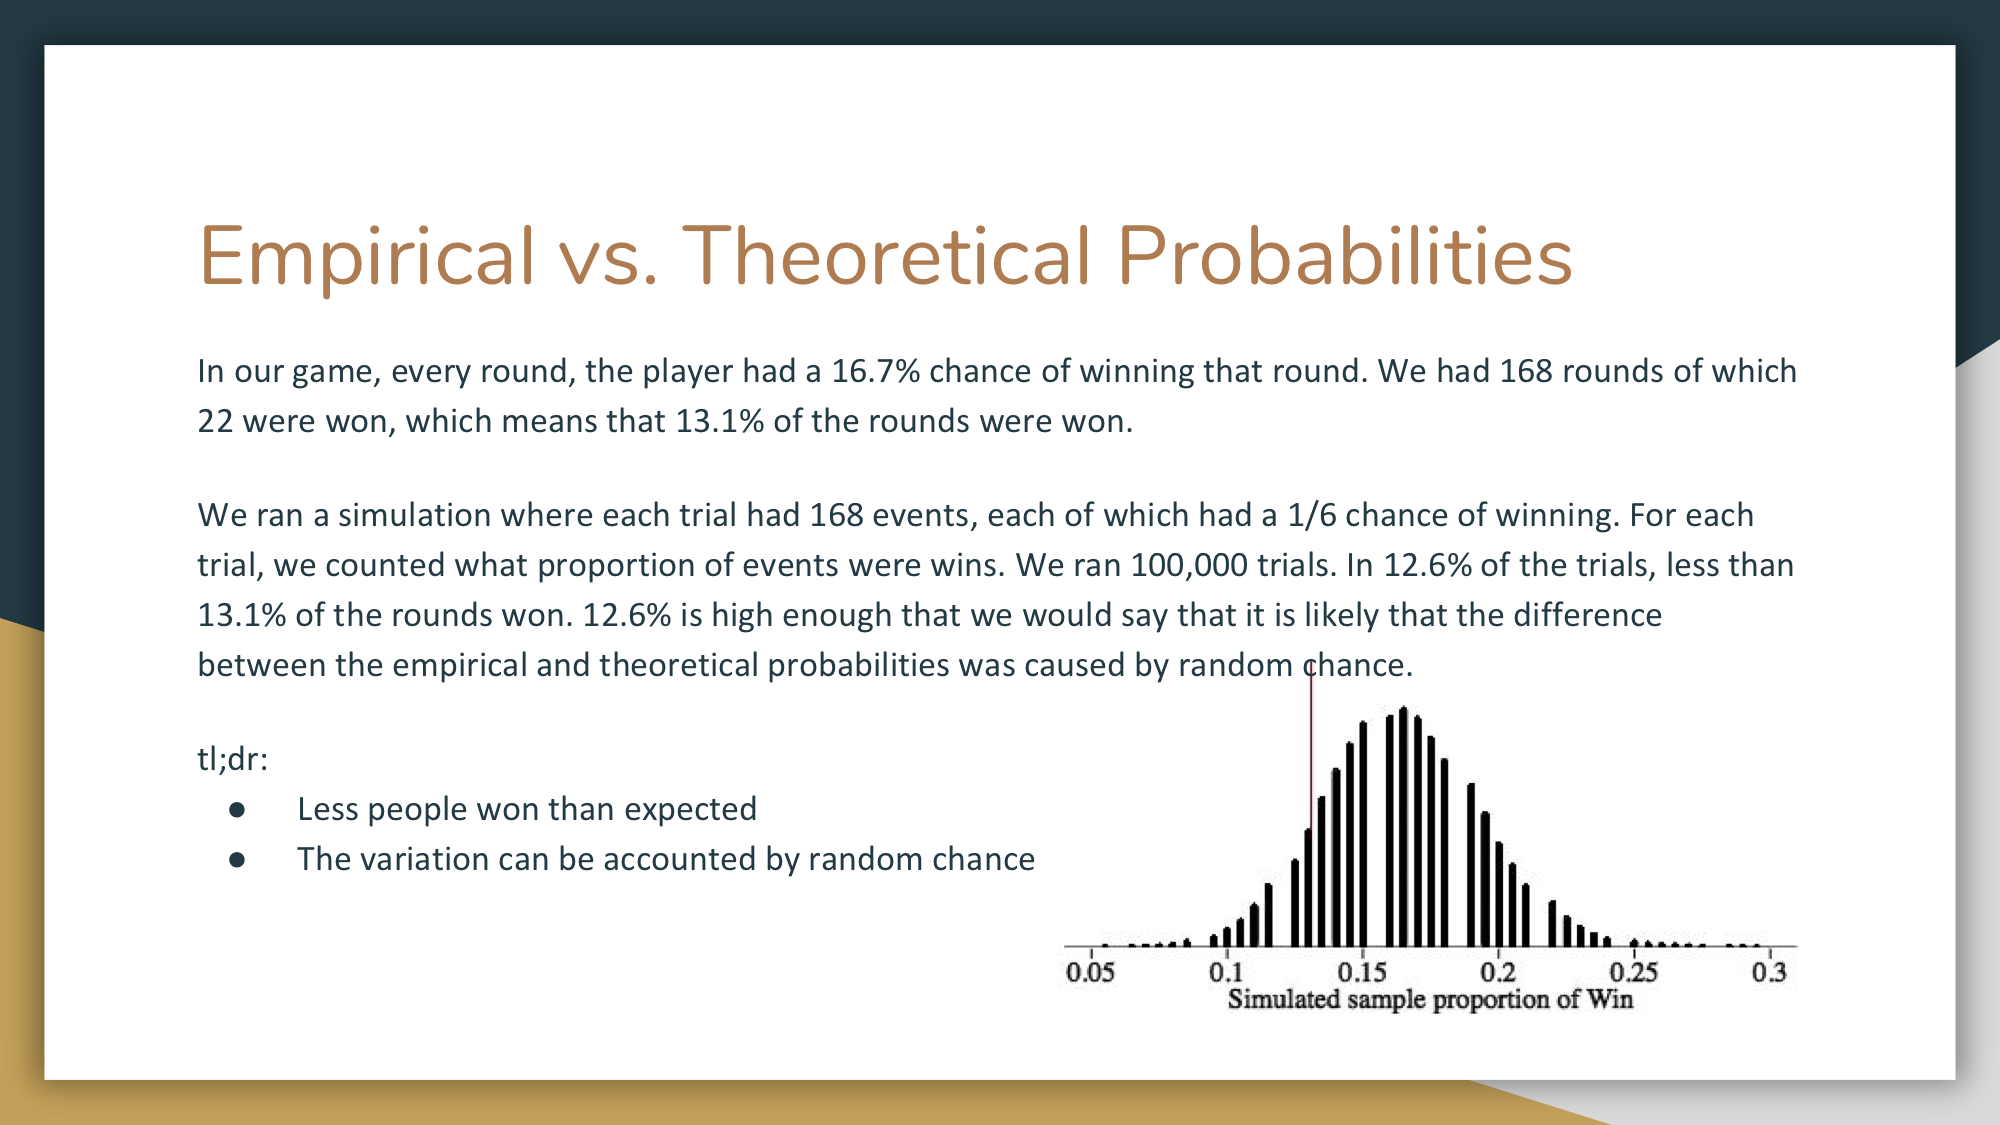 Empirical vs. Theoretical Probabilities
In our game, every round, the player had a 16.7% chance of winning that round. We had 168 rounds of which
22 were won, which means that 13.1% of the rounds were won.
We ran a simulation where each trial had 168 events, each of which had a 1/6 chance of winning. For each
trial, we counted what proportion of events were wins. We ran 100,000 trials. In 12.6% of the trials, less than
13.1% of the rounds won. 12.6% is high enough that we would say that it is likely that the difference
between the empirical and theoretical probabilities was caused by random chance.
tl;dr:
● Less people won than expected
● The variation can be accounted by random chance
0.05 0.1 0.15 0.2 0.25 0.3
Simulated sample proportion of Win